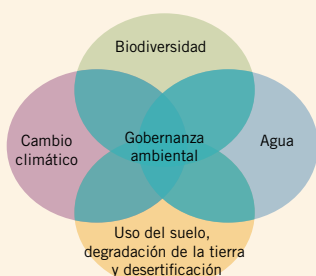 Biodiversidad
Cambio
climático
Gobernanza
ambiental
Agua
Uso del suelo,
degradación de la tierra
y desertificación